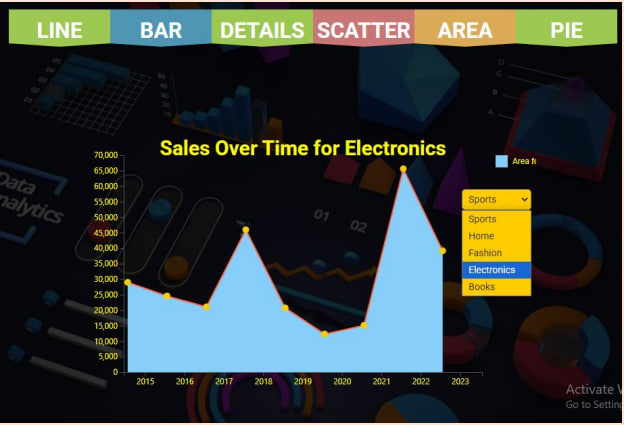 LINE BAR DETAILS SCATTER AREA PIE
Sales Over Time for Electronics
70,000
65,000
60,000
55,000
50,000
45,000
40,000
35,000
30,000
25,000
20,000
15,000
10,000
5,000
0
2015 2016 2017 2018 2019 2020 2021 2022 2023
Area fo
Sports
Sports
Home
Fashion
Electronics
Books
Data
Analytics
01 02
Activate
Go to Setting